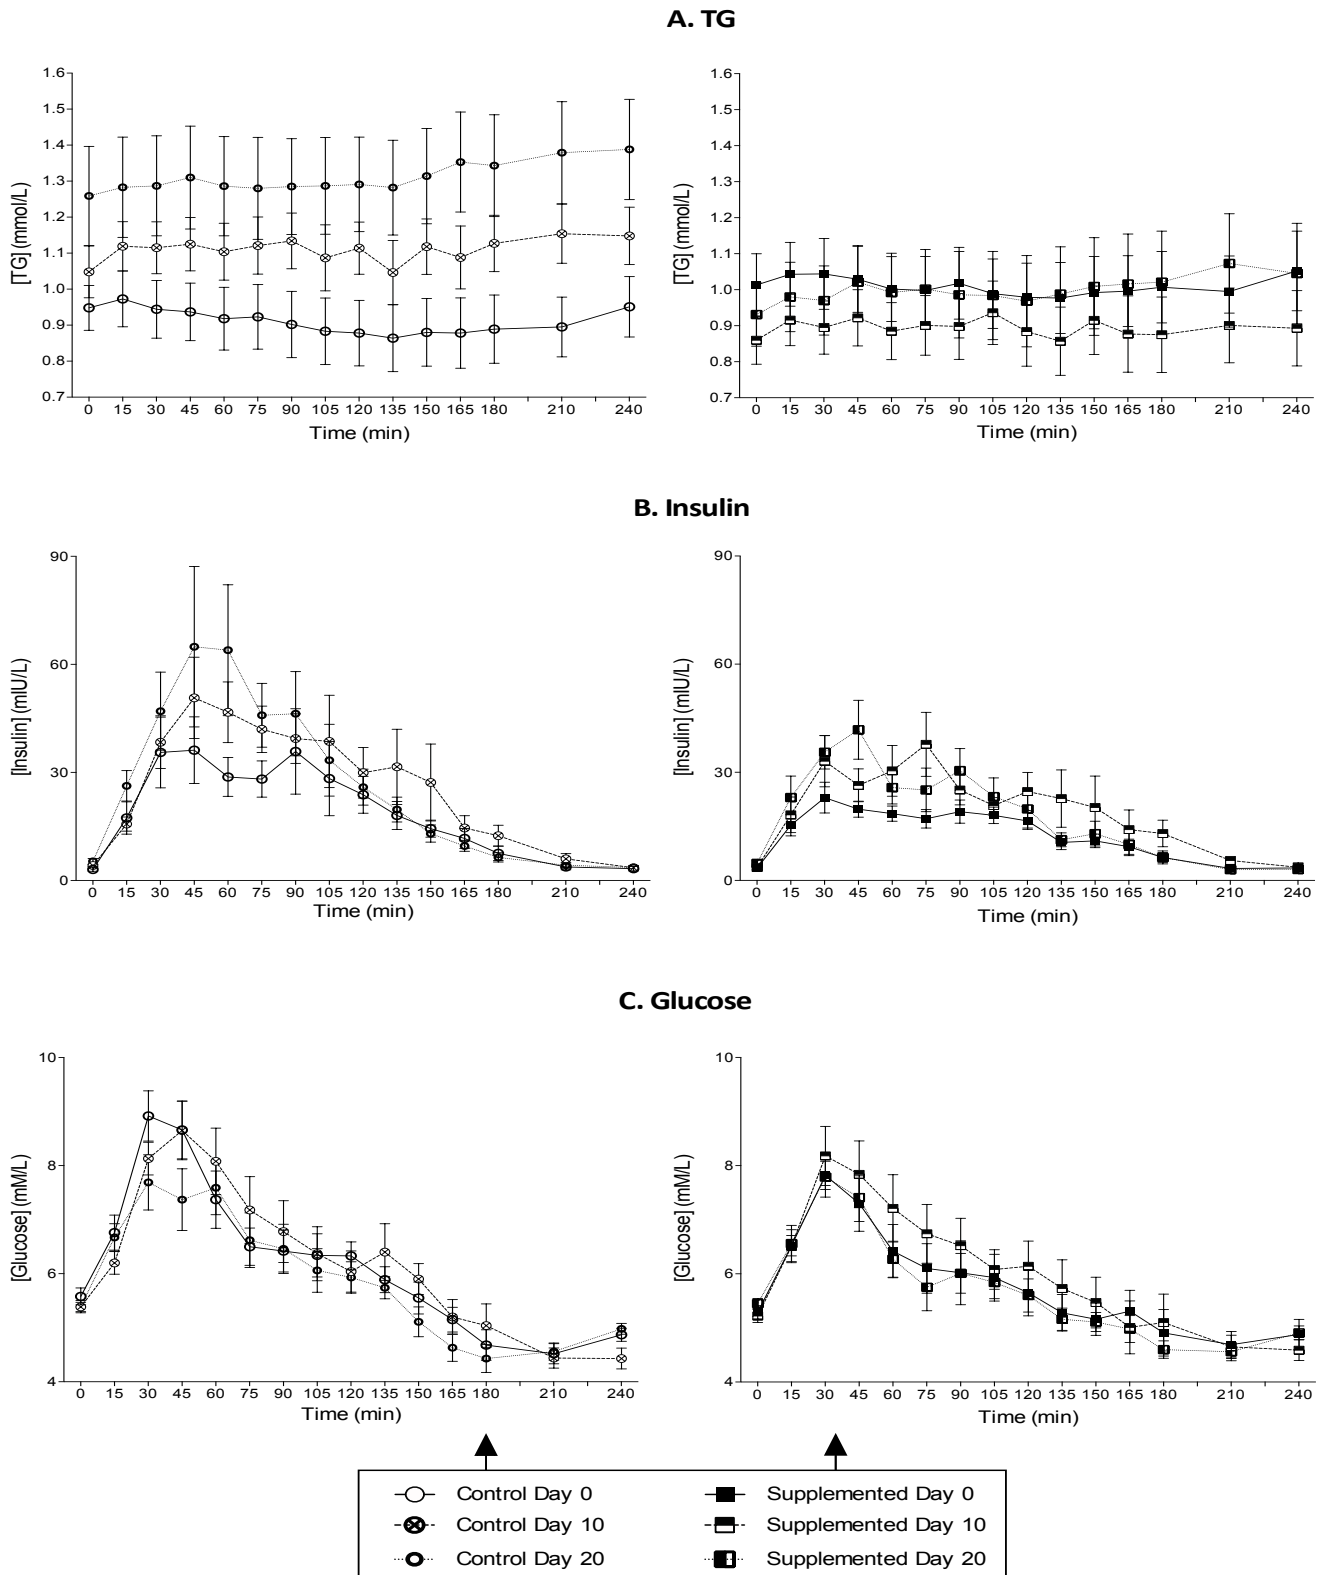 A. TG
[TG] (mmol/L)
1.6
1.5
1.4
1.3
1.2
1.1
1.0
0.9
0.8
0.7
0 15 30 45 60 75 90 105 120 135 150 165 180 210 240
Time (min)
[TG] (mmol/L)
1.6
1.5
1.4
1.3
1.2
1.1
1.0
0.9
0.8
0.7
0 15 30 45 60 75 90 105 120 135 150 165 180 210 240
Time (min)
B. Insulin
[Insulin] (mIU/L)
90
60
30
0
0 15 30 45 60 75 90 105 120 135 150 165 180 210 240
Time (min)
[Insulin] (mIU/L)
90
60
30
0
0 15 30 45 60 75 90 105 120 135 150 165 180 210 240
Time (min)
C. Glucose
[Glucose] (mM/L)
10
8
6
4
0 15 30 45 60 75 90 105 120 135 150 165 180 210 240
Time (min)
[Glucose] (mM/L)
10
8
6
4
0 15 30 45 60 75 90 105 120 135 150 165 180 210 240
Time (min)
Control Day 0
Control Day 10
Control Day 20
Supplemented Day 0
Supplemented Day 10
Supplemented Day 20